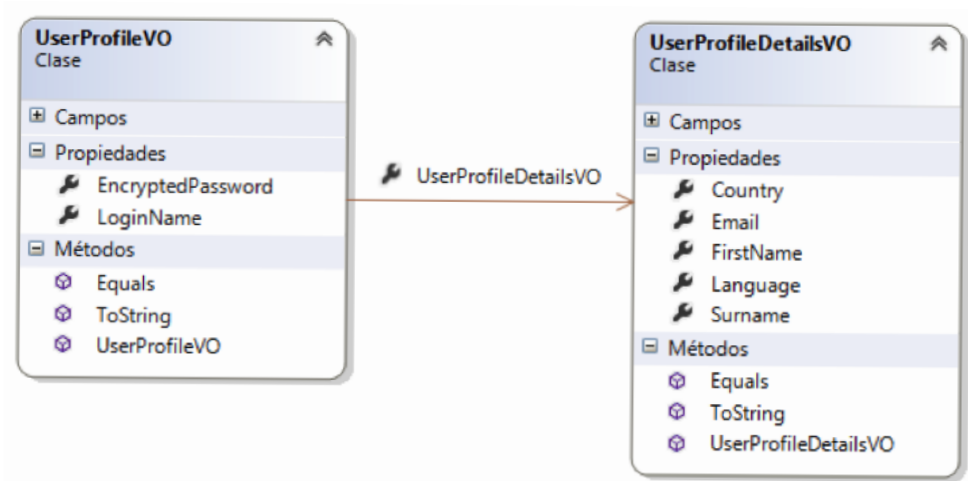 UserProfileVO
Clase
Campos
Propiedades
EncryptedPassword
LoginName
Métodos
Equals
ToString
UserProfileVO
UserProfileDetailsVO
UserProfileDetailsVO
Clase
Campos
Propiedades
Country
Email
FirstName
Language
Surname
Métodos
Equals
ToString
UserProfileDetailsVO